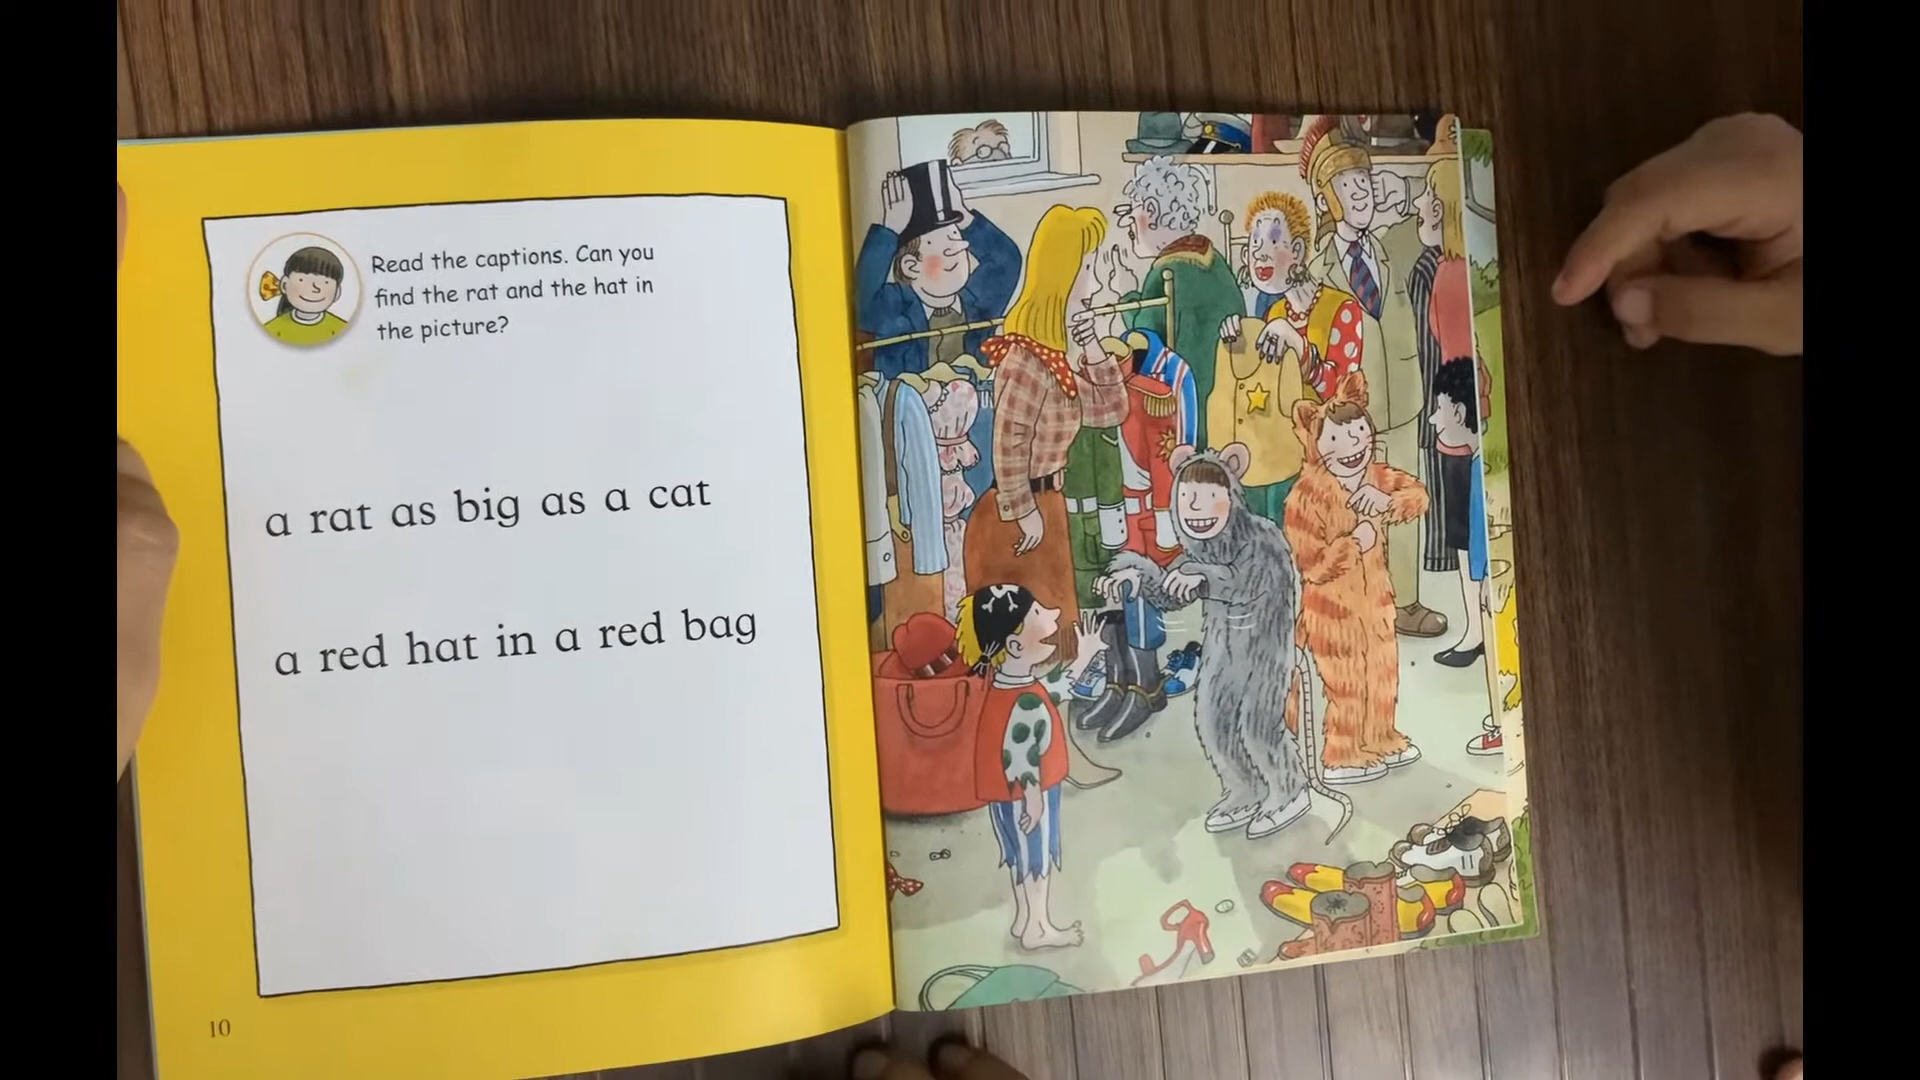 Read the captions. Can you
find the rat and the hat in
the picture?
a rat as big as a cat
a red hat in a red bag
10